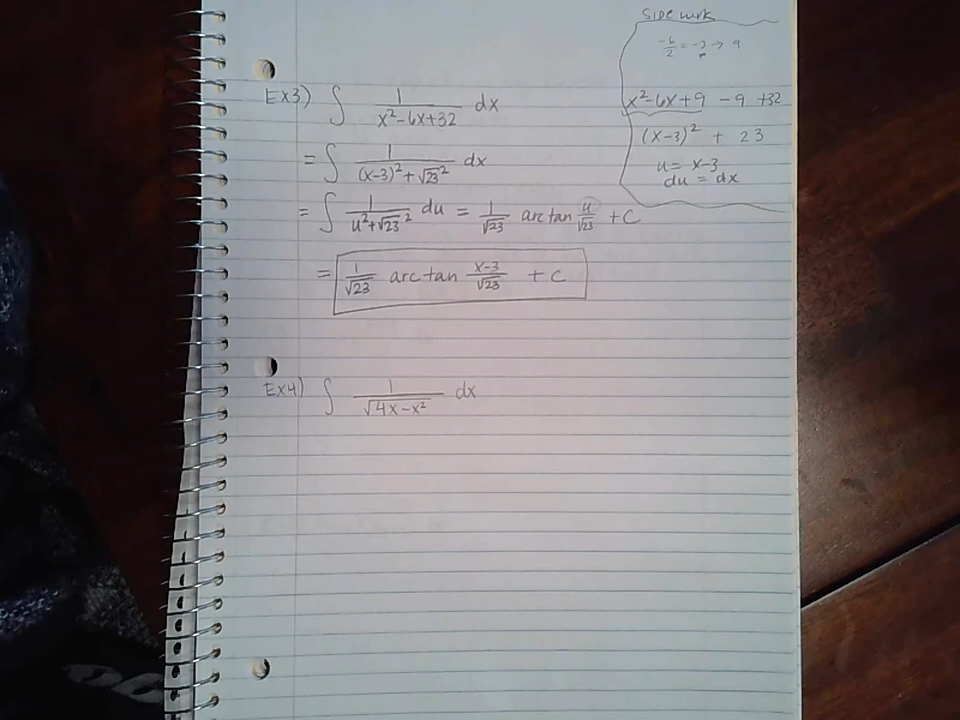 Side wrk
-6/2 = -3 → 9
x² - 6x + 9 - 9 + 32
(x-3)² + 23
u = x-3
du = dx
Ex3) ∫ 1/(x² - 6x + 32) dx
= ∫ 1/((x-3)² + √23²) dx
= ∫ 1/(u² + √23²) du = 1/√23 arctan u/√23 + C
= 1/√23 arctan (x-3)/√23 + C
Ex4) ∫ 1/√(4x - x²) dx